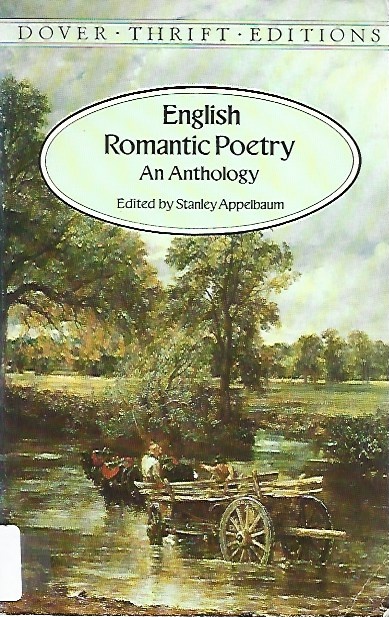 DOVER · THRIFT · EDITIONS
English
Romantic Poetry
An Anthology
Edited by Stanley Appelbaum